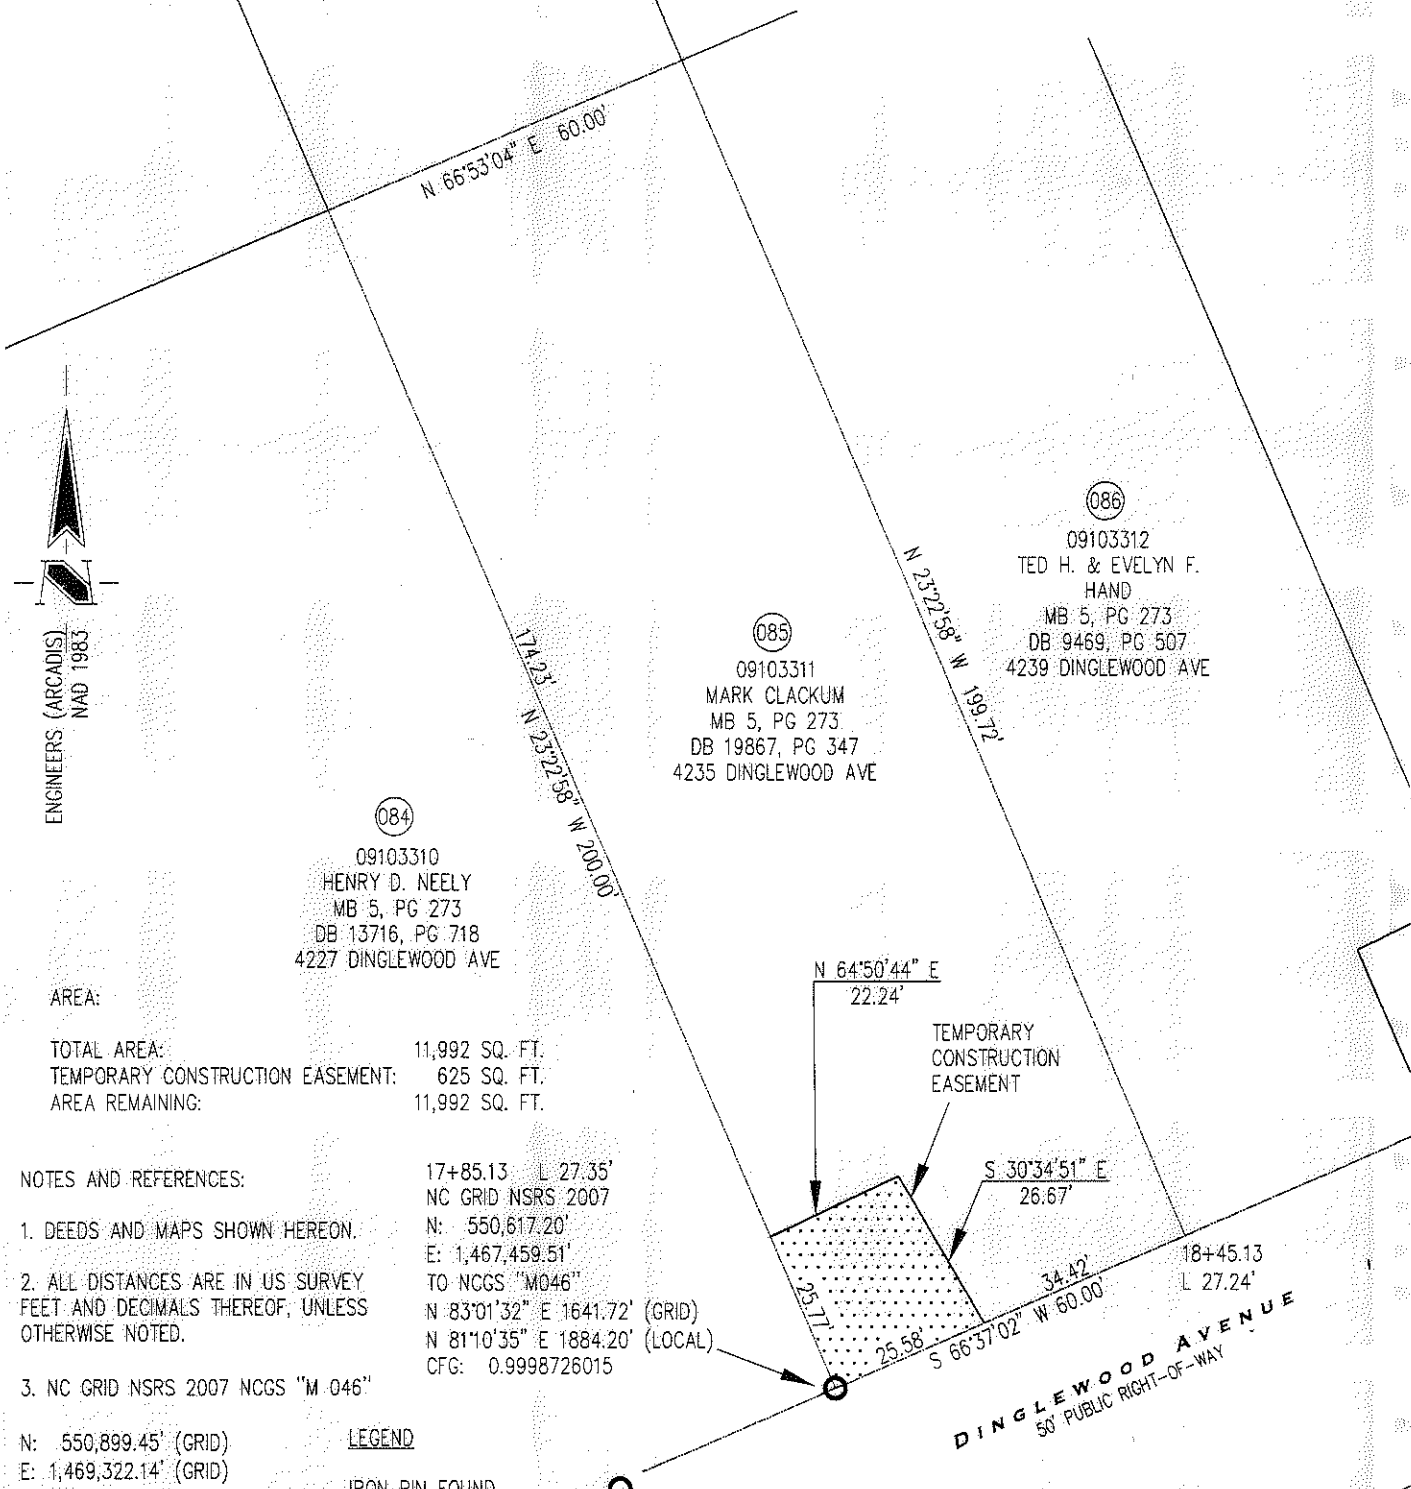 N 66°53'04" E 60.00'
N
ENGINEERS (ARCADIS)
NAD 1983
174.23'
N 23°22'58" W 200.00'
N 23°22'58" W 199.72'
086
09103312
TED H. & EVELYN F.
HAND
MB 5, PG 273
DB 9469, PG 507
4239 DINGLEWOOD AVE
085
09103311
MARK CLACKUM
MB 5, PG 273
DB 19867, PG 347
4235 DINGLEWOOD AVE
084
09103310
HENRY D. NEELY
MB 5, PG 273
DB 13716, PG 718
4227 DINGLEWOOD AVE
N 64°50'44" E
22.24'
TEMPORARY
CONSTRUCTION
EASEMENT
S 30°34'51" E
26.67'
AREA:
TOTAL AREA: 11,992 SQ. FT.
TEMPORARY CONSTRUCTION EASEMENT: 625 SQ. FT.
AREA REMAINING: 11,992 SQ. FT.
NOTES AND REFERENCES:
1. DEEDS AND MAPS SHOWN HEREON.
2. ALL DISTANCES ARE IN US SURVEY
FEET AND DECIMALS THEREOF, UNLESS
OTHERWISE NOTED.
3. NC GRID NSRS 2007 NCGS "M 046"
N: 550,899.45' (GRID)
E: 1,469,322.14' (GRID)
17+85.13 L 27.35'
NC GRID NSRS 2007
N: 550,617.20'
E: 1,467,459.51'
TO NCGS "M046"
N 83°01'32" E 1641.72' (GRID)
N 81°10'35" E 1884.20' (LOCAL)
CFG: 0.9998726015
25.77'
25.58'
34.42'
S 66°37'02" W 60.00'
18+45.13
L 27.24'
DINGLEWOOD AVENUE
50' PUBLIC RIGHT-OF-WAY
LEGEND
IRON PIN FOUND